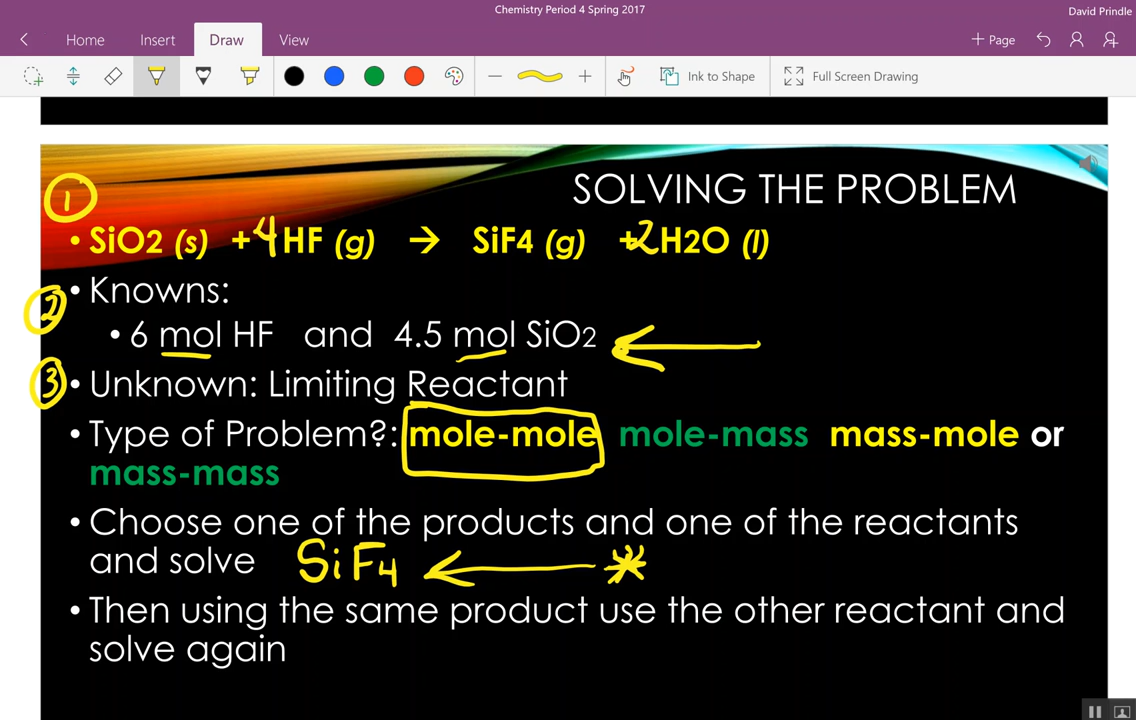 Chemistry Period 4 Spring 2017
David Prindle
Home Insert Draw View
+ Page
Ink to Shape Full Screen Drawing
SOLVING THE PROBLEM
1
• SiO2 (s) + 4 HF (g) → SiF4 (g) + 2 H2O (l)
2
• Knowns:
• 6 mol HF and 4.5 mol SiO2
3 • Unknown: Limiting Reactant
• Type of Problem?: mole-mole mole-mass mass-mole or
mass-mass
• Choose one of the products and one of the reactants
and solve SiF4 ← *
• Then using the same product use the other reactant and
solve again